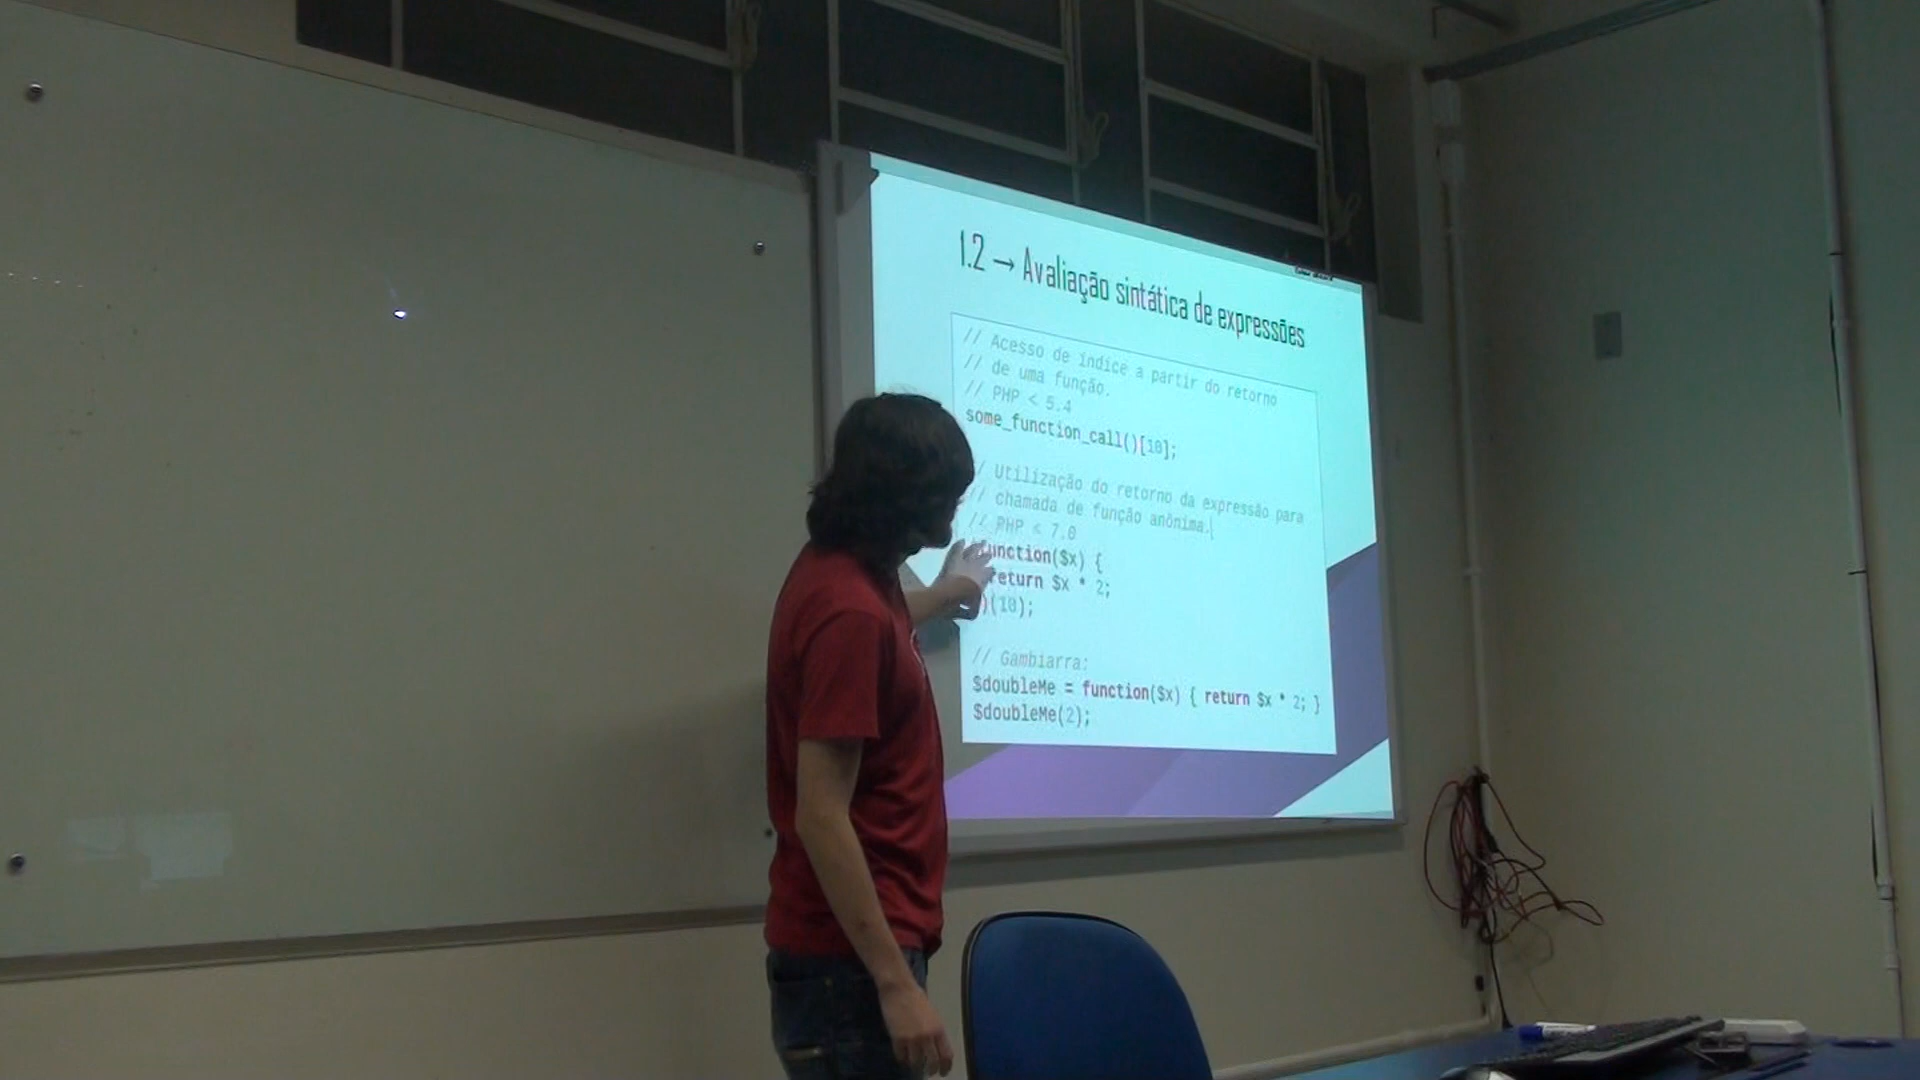 1.2 → Avaliação sintática de expressões
// Acesso de índice a partir do retorno
// de uma função.
// PHP < 5.4
some_function_call()[10];
/ Utilização do retorno da expressão para
// chamada de função anônima.
// PHP < 7.0
function($x) {
return $x * 2;
)(10);
// Gambiarra:
$doubleMe = function($x) { return $x * 2; }
$doubleMe(2);